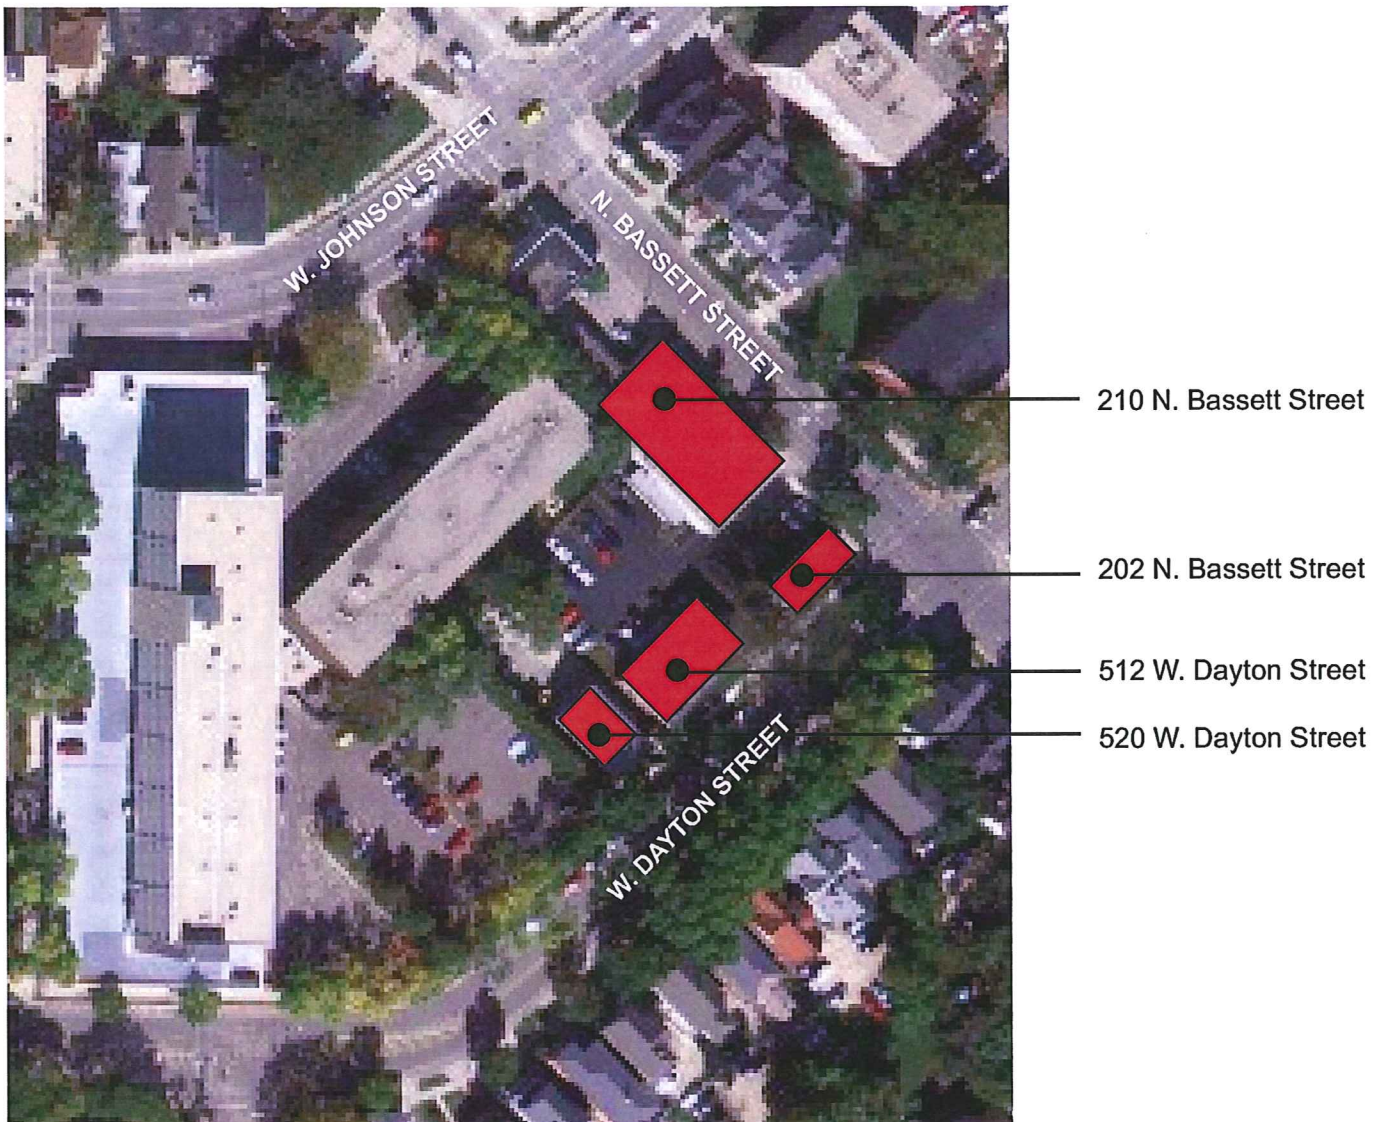 W. JOHNSON STREET
N. BASSETT STREET
210 N. Bassett Street
202 N. Bassett Street
512 W. Dayton Street
520 W. Dayton Street
W. DAYTON STREET